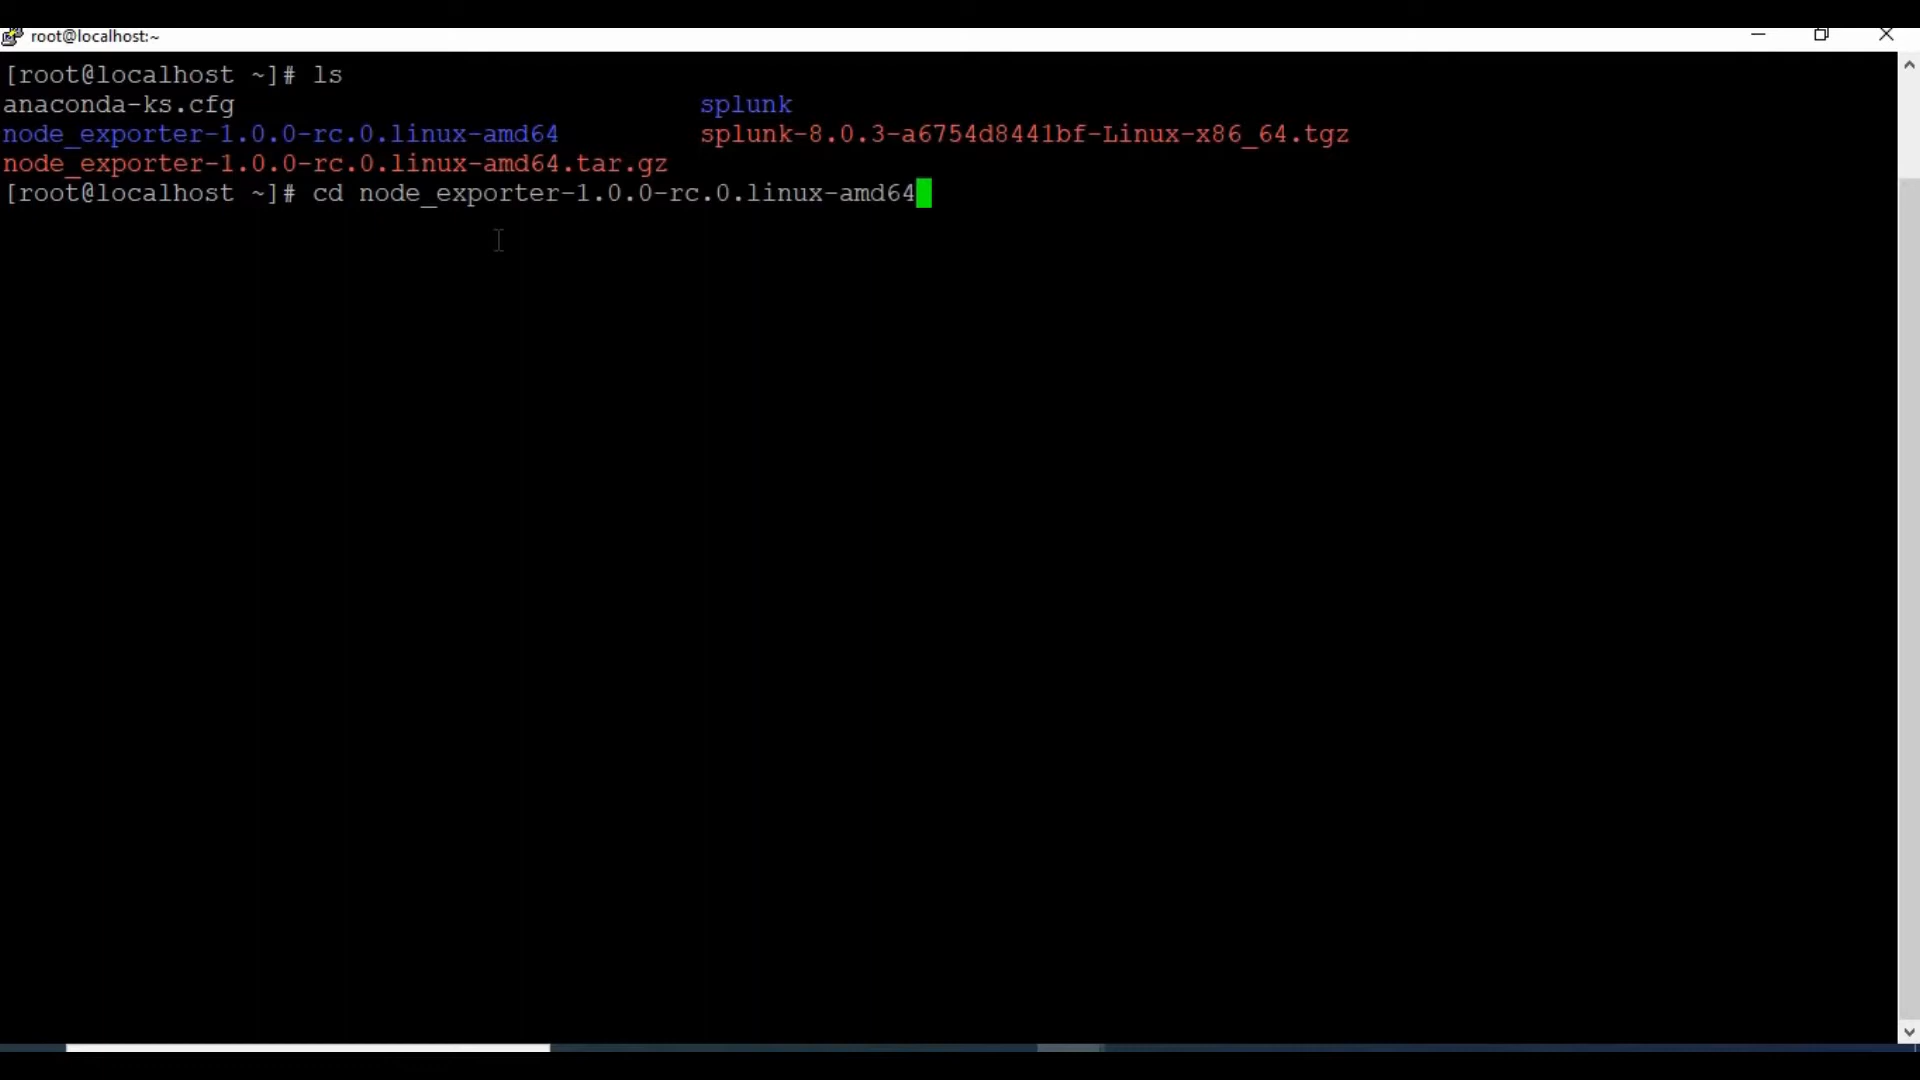 root@localhost:~
[root@localhost ~]# ls
anaconda-ks.cfg splunk
node_exporter-1.0.0-rc.0.linux-amd64 splunk-8.0.3-a6754d8441bf-Linux-x86_64.tgz
node_exporter-1.0.0-rc.0.linux-amd64.tar.gz
[root@localhost ~]# cd node_exporter-1.0.0-rc.0.linux-amd64